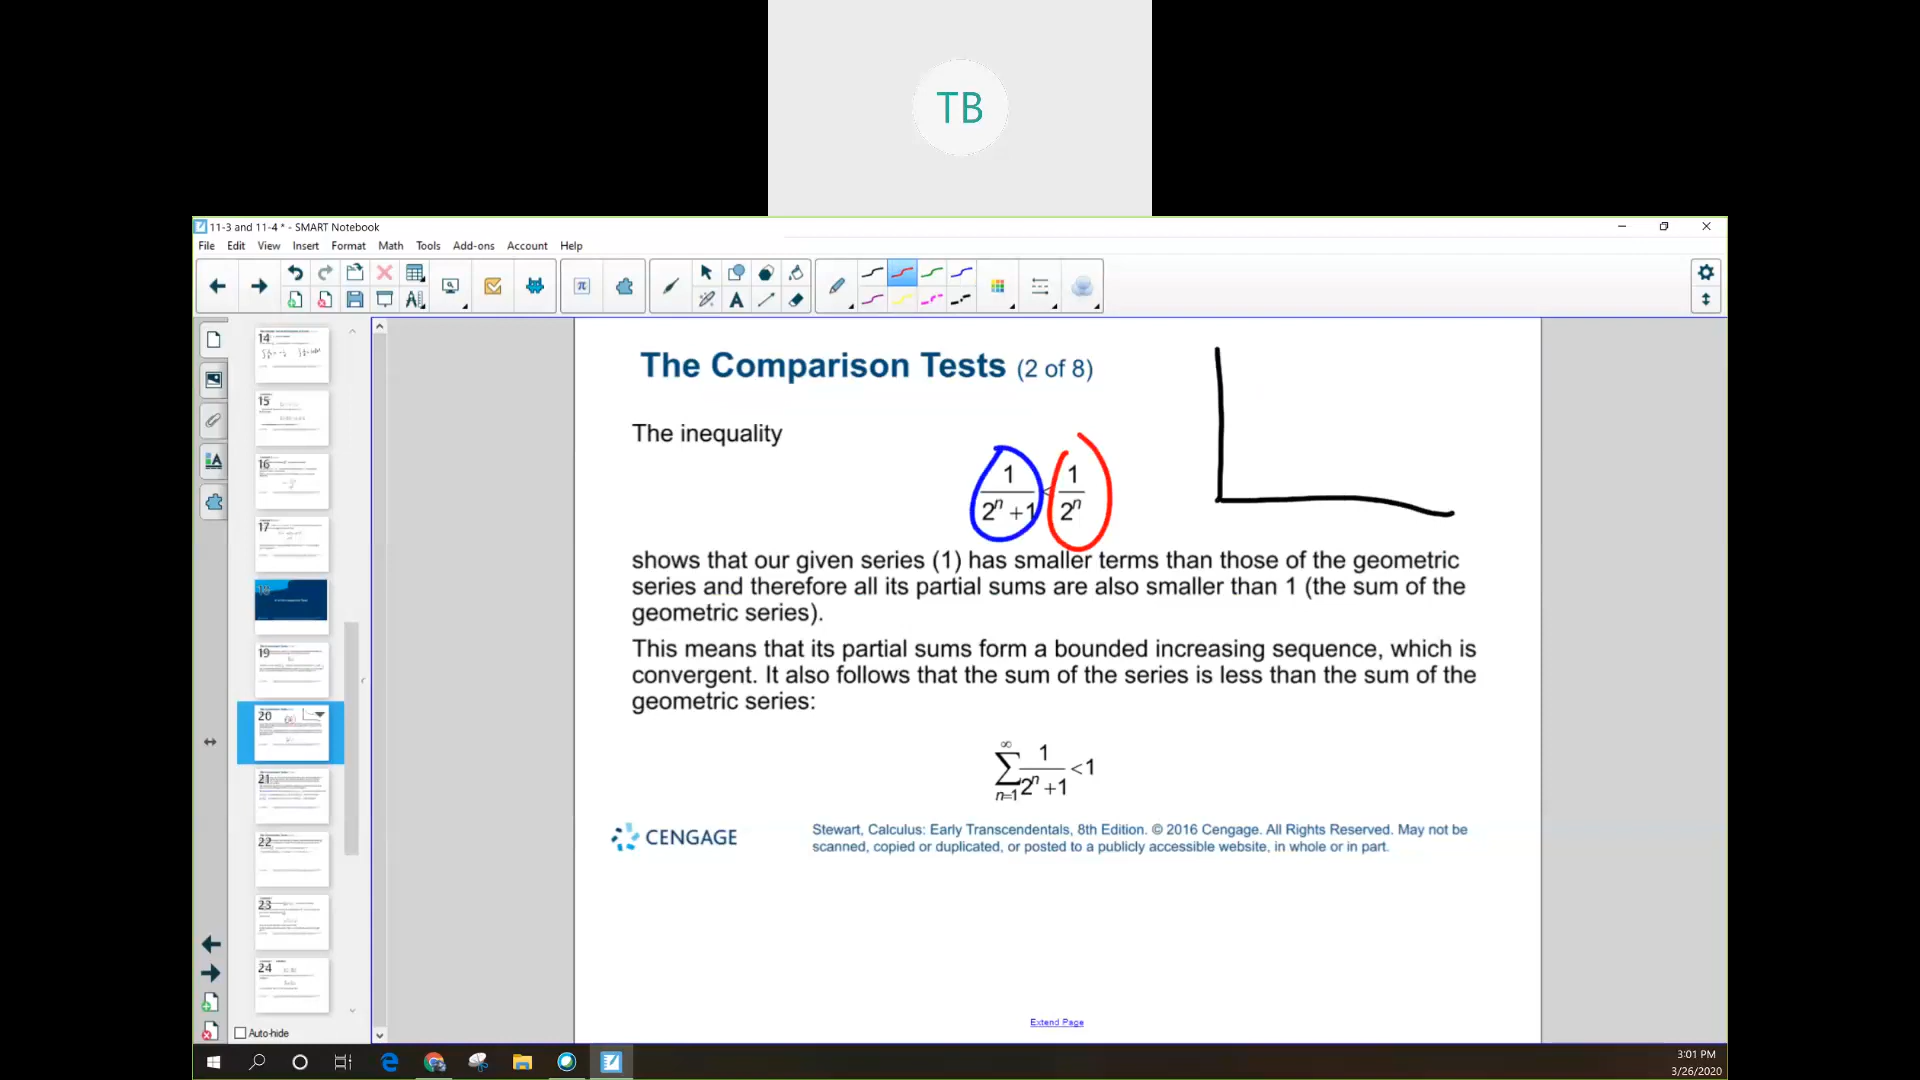 TB
11-3 and 11-4 * - SMART Notebook
File Edit View Insert Format Math Tools Add-ons Account Help
The Comparison Tests (2 of 8)
The inequality
1/(2ⁿ +1) < 1/2ⁿ
shows that our given series (1) has smaller terms than those of the geometric
series and therefore all its partial sums are also smaller than 1 (the sum of the
geometric series).
This means that its partial sums form a bounded increasing sequence, which is
convergent. It also follows that the sum of the series is less than the sum of the
geometric series:
∞
∑ 1/(2ⁿ +1) <1
n=1
CENGAGE
Stewart, Calculus: Early Transcendentals, 8th Edition. © 2016 Cengage. All Rights Reserved. May not be
scanned, copied or duplicated, or posted to a publicly accessible website, in whole or in part.
Extend Page
14
15
16
17
18
19
20
21
22
23
24
Auto-hide
3:01 PM
3/26/2020